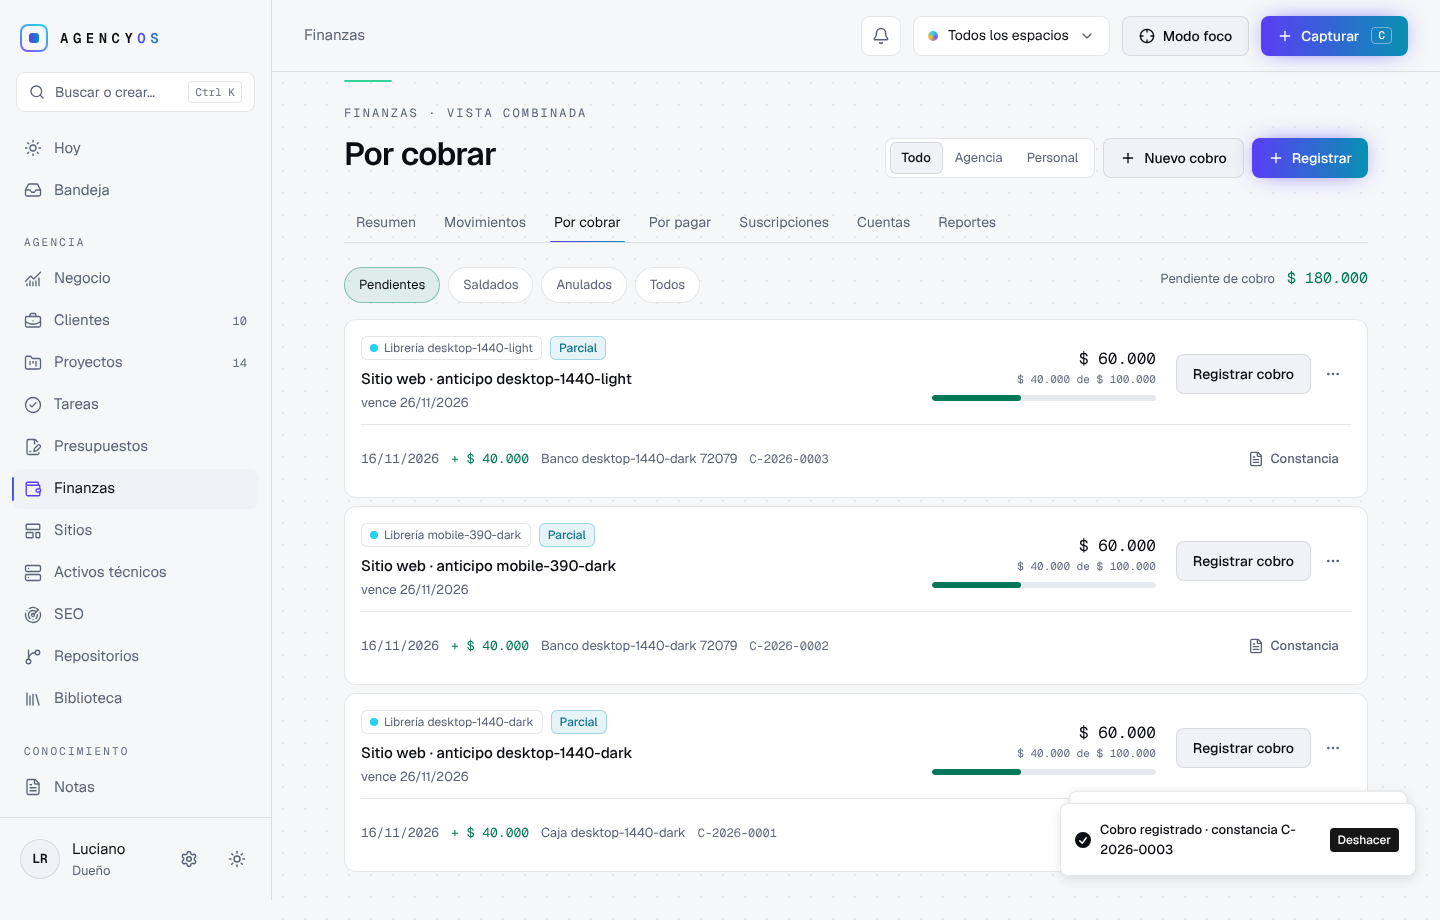 AGENCYOS
Buscar o crear...
Ctrl K
Hoy
Bandeja
AGENCIA
Negocio
Clientes 10
Proyectos 14
Tareas
Presupuestos
Finanzas
Sitios
Activos técnicos
SEO
Repositorios
Biblioteca
CONOCIMIENTO
Notas
LR
Luciano
Dueño
Finanzas
Todos los espacios
Modo foco
Capturar C
FINANZAS · VISTA COMBINADA
Por cobrar
Todo Agencia Personal
Nuevo cobro
Registrar
Resumen Movimientos Por cobrar Por pagar Suscripciones Cuentas Reportes
Pendientes Saldados Anulados Todos
Pendiente de cobro $ 180.000
Librería desktop-1440-light Parcial
Sitio web · anticipo desktop-1440-light
vence 26/11/2026
$ 60.000
$ 40.000 de $ 100.000
Registrar cobro
16/11/2026 + $ 40.000 Banco desktop-1440-dark 72079 C-2026-0003
Constancia
Librería mobile-390-dark Parcial
Sitio web · anticipo mobile-390-dark
vence 26/11/2026
$ 60.000
$ 40.000 de $ 100.000
Registrar cobro
16/11/2026 + $ 40.000 Banco desktop-1440-dark 72079 C-2026-0002
Constancia
Librería desktop-1440-dark Parcial
Sitio web · anticipo desktop-1440-dark
vence 26/11/2026
$ 60.000
$ 40.000 de $ 100.000
Registrar cobro
16/11/2026 + $ 40.000 Caja desktop-1440-dark C-2026-0001
Cobro registrado · constancia C-
2026-0003
Deshacer